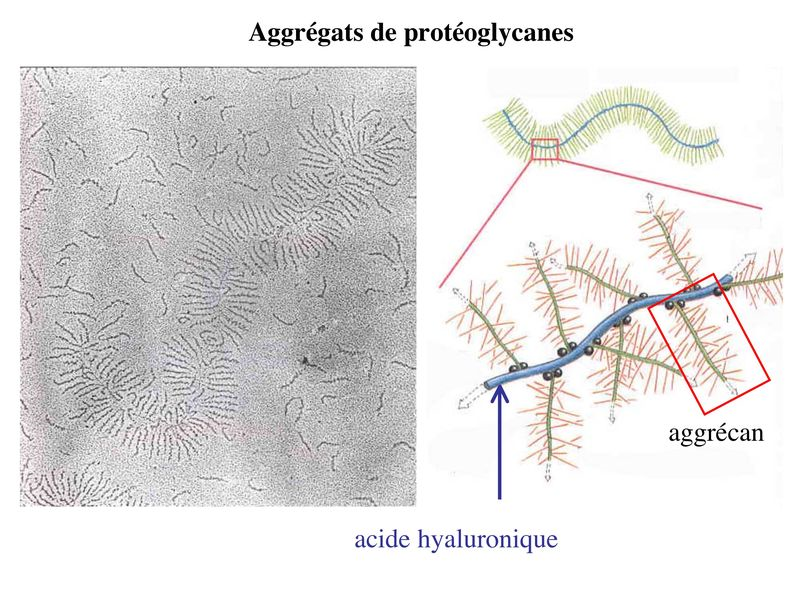 Aggrégats de protéoglycanes
aggrécan
acide hyaluronique